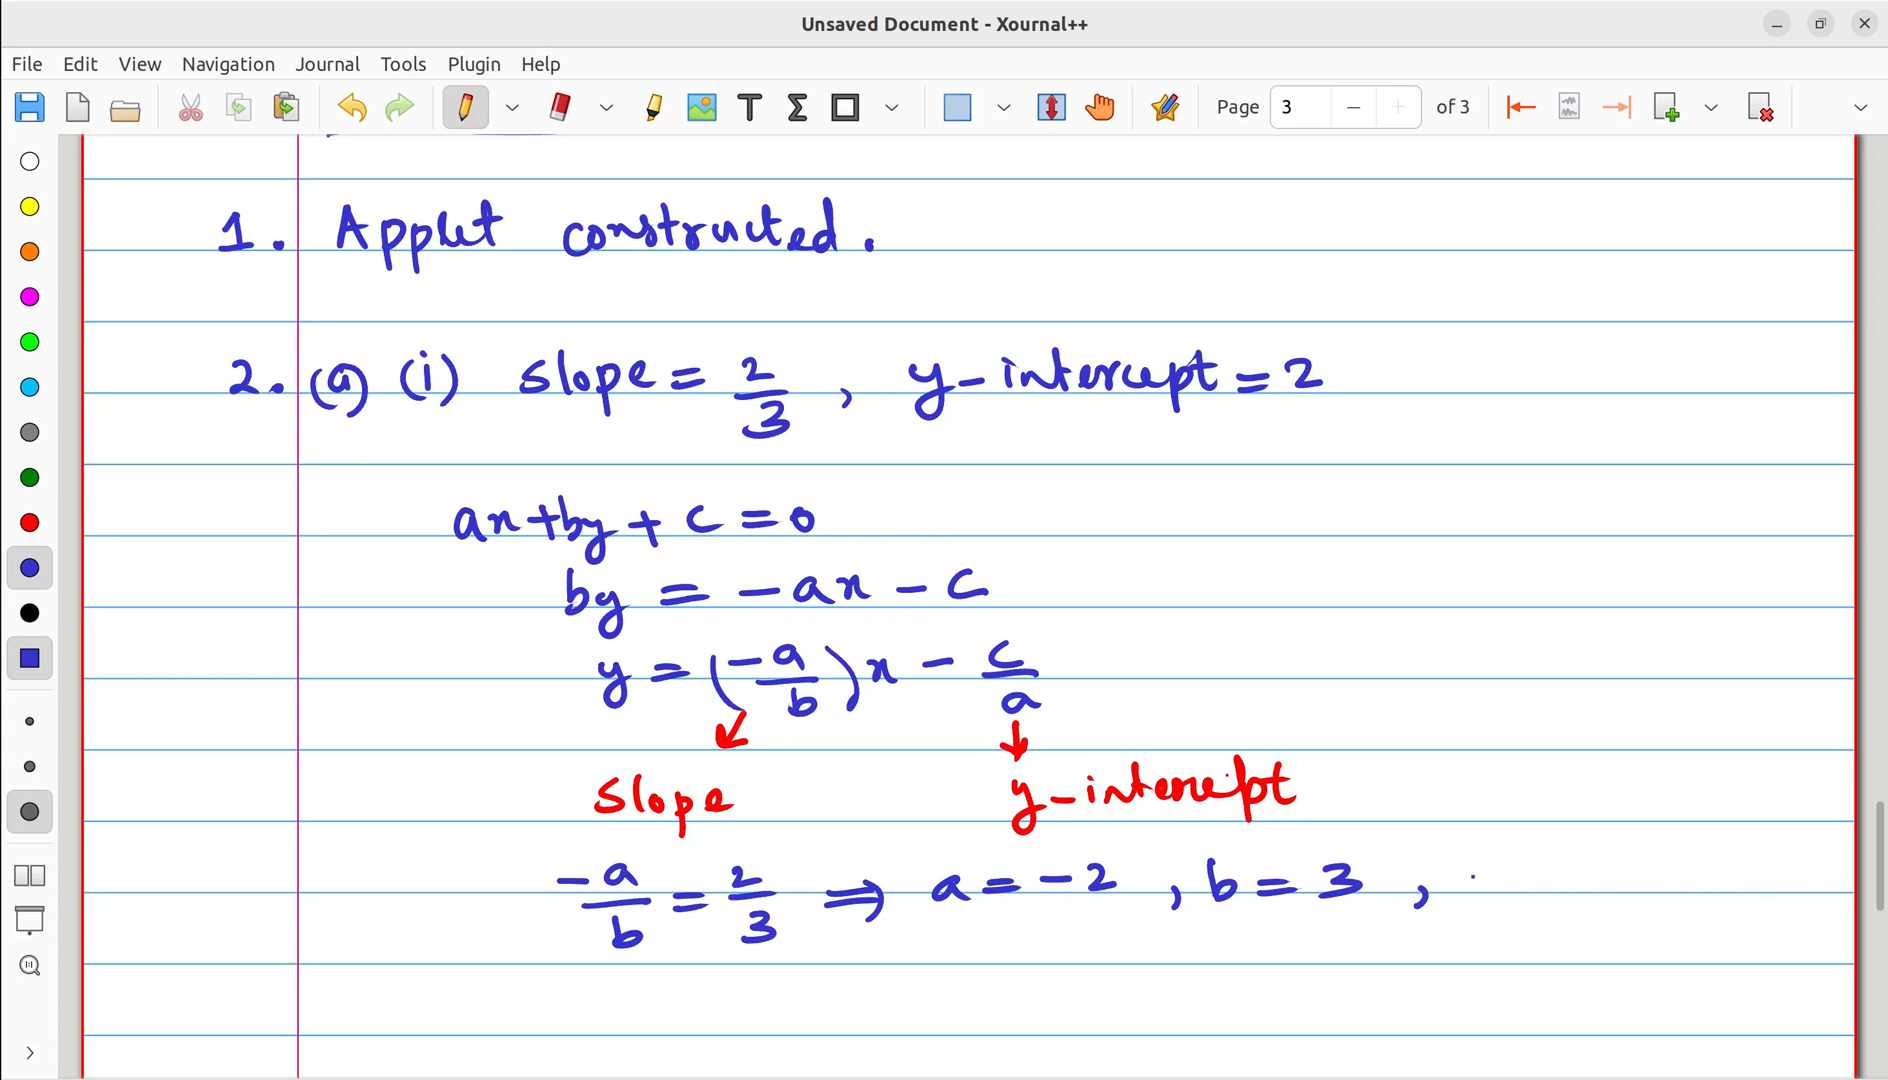 Unsaved Document - Xournal++
File Edit View Navigation Journal Tools Plugin Help
Page 3 of 3
1. Applet constructed.
2. (a) (i) slope = 2/3 , y-intercept = 2
ax + by + c = 0
by = -ax - c
y = (-a/b)x - c/a
slope y-intercept
-a/b = 2/3 ⇒ a = -2 , b = 3 ,